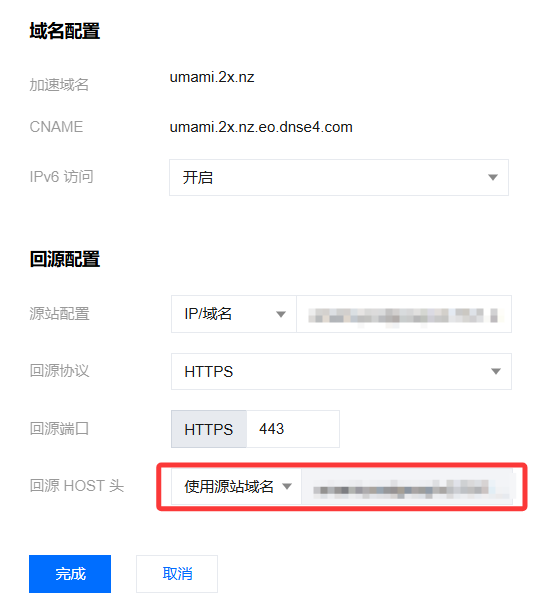 域名配置
加速域名 umami.2x.nz
CNAME umami.2x.nz.eo.dnse4.com
IPv6 访问 开启
回源配置
源站配置 IP/域名
回源协议 HTTPS
回源端口 HTTPS 443
回源 HOST 头 使用源站域名
完成 取消